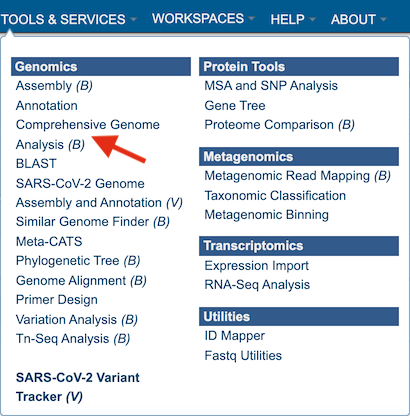 TOOLS & SERVICES WORKSPACES HELP ABOUT
Genomics
Assembly (B)
Annotation
Comprehensive Genome
Analysis (B)
BLAST
SARS-CoV-2 Genome
Assembly and Annotation (V)
Similar Genome Finder (B)
Meta-CATS
Phylogenetic Tree (B)
Genome Alignment (B)
Primer Design
Variation Analysis (B)
Tn-Seq Analysis (B)
SARS-CoV-2 Variant
Tracker (V)
Protein Tools
MSA and SNP Analysis
Gene Tree
Proteome Comparison (B)
Metagenomics
Metagenomic Read Mapping (B)
Taxonomic Classification
Metagenomic Binning
Transcriptomics
Expression Import
RNA-Seq Analysis
Utilities
ID Mapper
Fastq Utilities